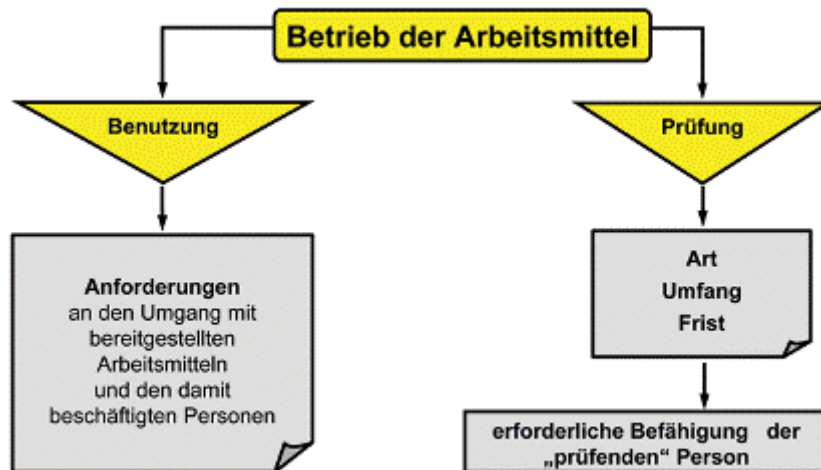 Betrieb der Arbeitsmittel
Benutzung
Anforderungen
an den Umgang mit
bereitgestellten
Arbeitsmitteln
und den damit
beschäftigten Personen
Prüfung
Art
Umfang
Frist
erforderliche Befähigung der
„prüfenden“ Person